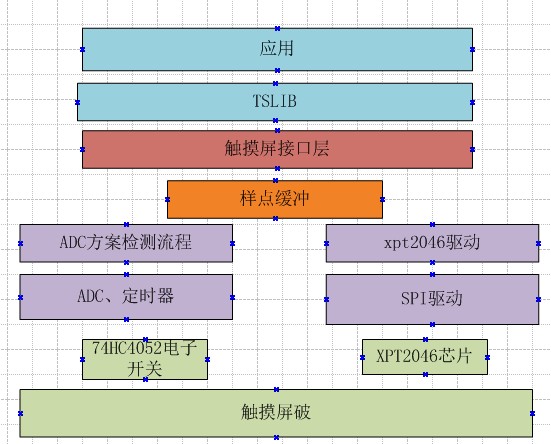 应用
TSLIB
触摸屏接口层
样点缓冲
ADC方案检测流程
xpt2046驱动
ADC、定时器
SPI驱动
74HC4052电子
开关
XPT2046芯片
触摸屏破